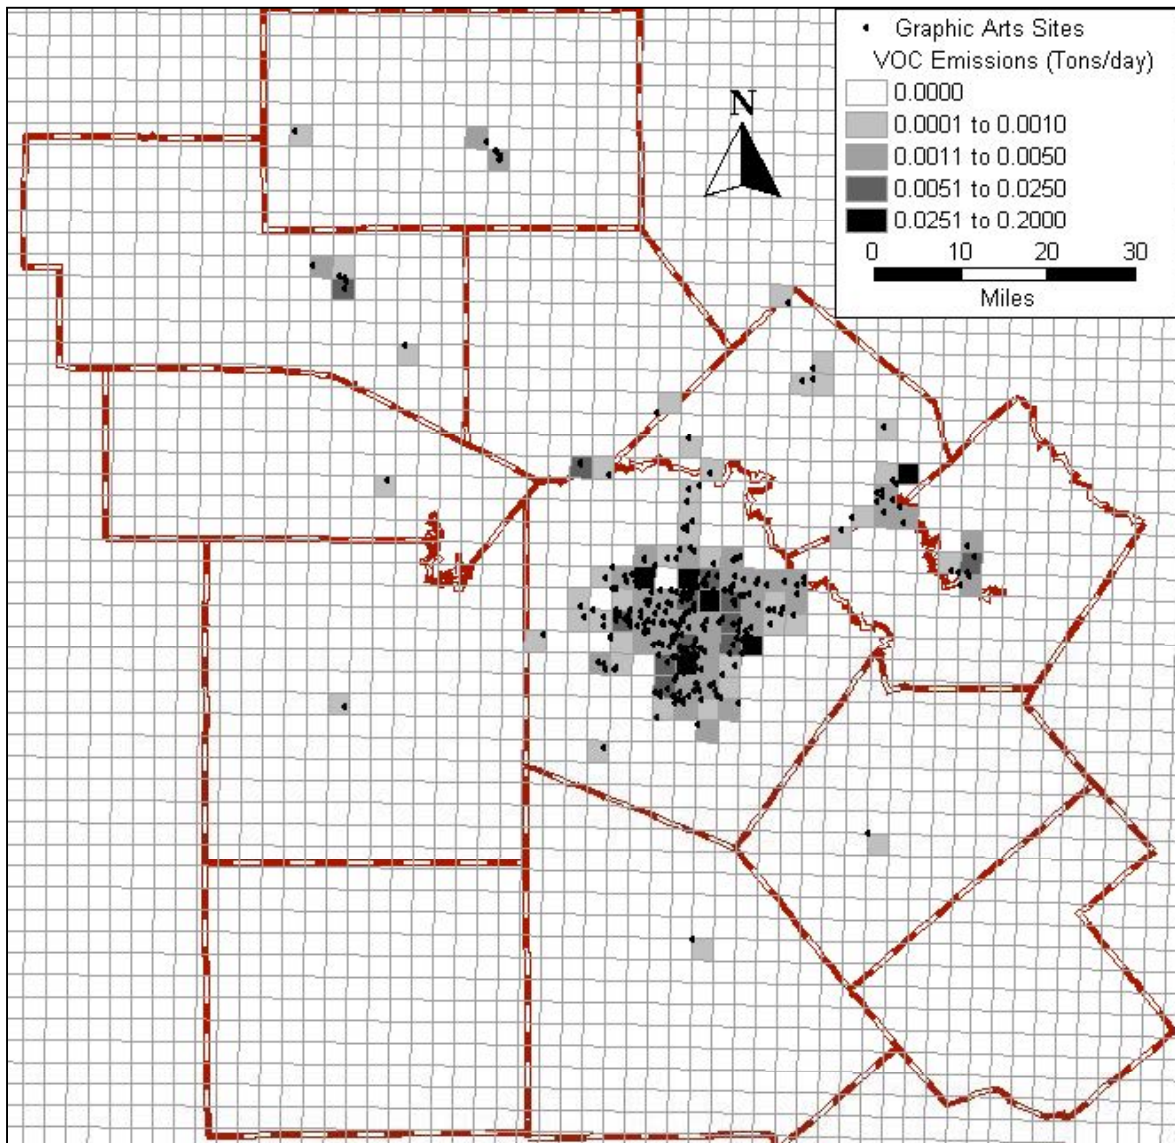 Graphic Arts Sites
VOC Emissions (Tons/day)
0.0000
0.0001 to 0.0010
0.0011 to 0.0050
0.0051 to 0.0250
0.0251 to 0.2000
0 10 20 30
Miles
N